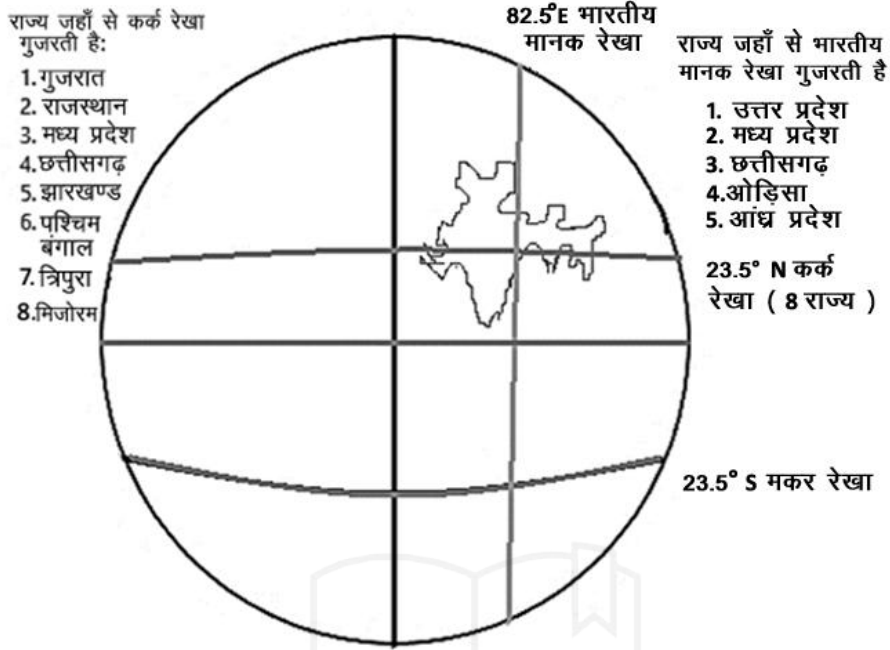 राज्य जहाँ से कर्क रेखा
गुजरती है:
1.गुजरात
2. राजस्थान
3. मध्य प्रदेश
4.छत्तीसगढ़
5. झारखण्ड
6. पश्चिम
बंगाल
7. त्रिपुरा
8.मिजोरम
82.5°E भारतीय
मानक रेखा
राज्य जहाँ से भारतीय
मानक रेखा गुजरती है
1. उत्तर प्रदेश
2. मध्य प्रदेश
3. छत्तीसगढ़
4.ओड़िसा
5. आंध्र प्रदेश
23.5° N कर्क
रेखा ( 8 राज्य )
23.5° S मकर रेखा